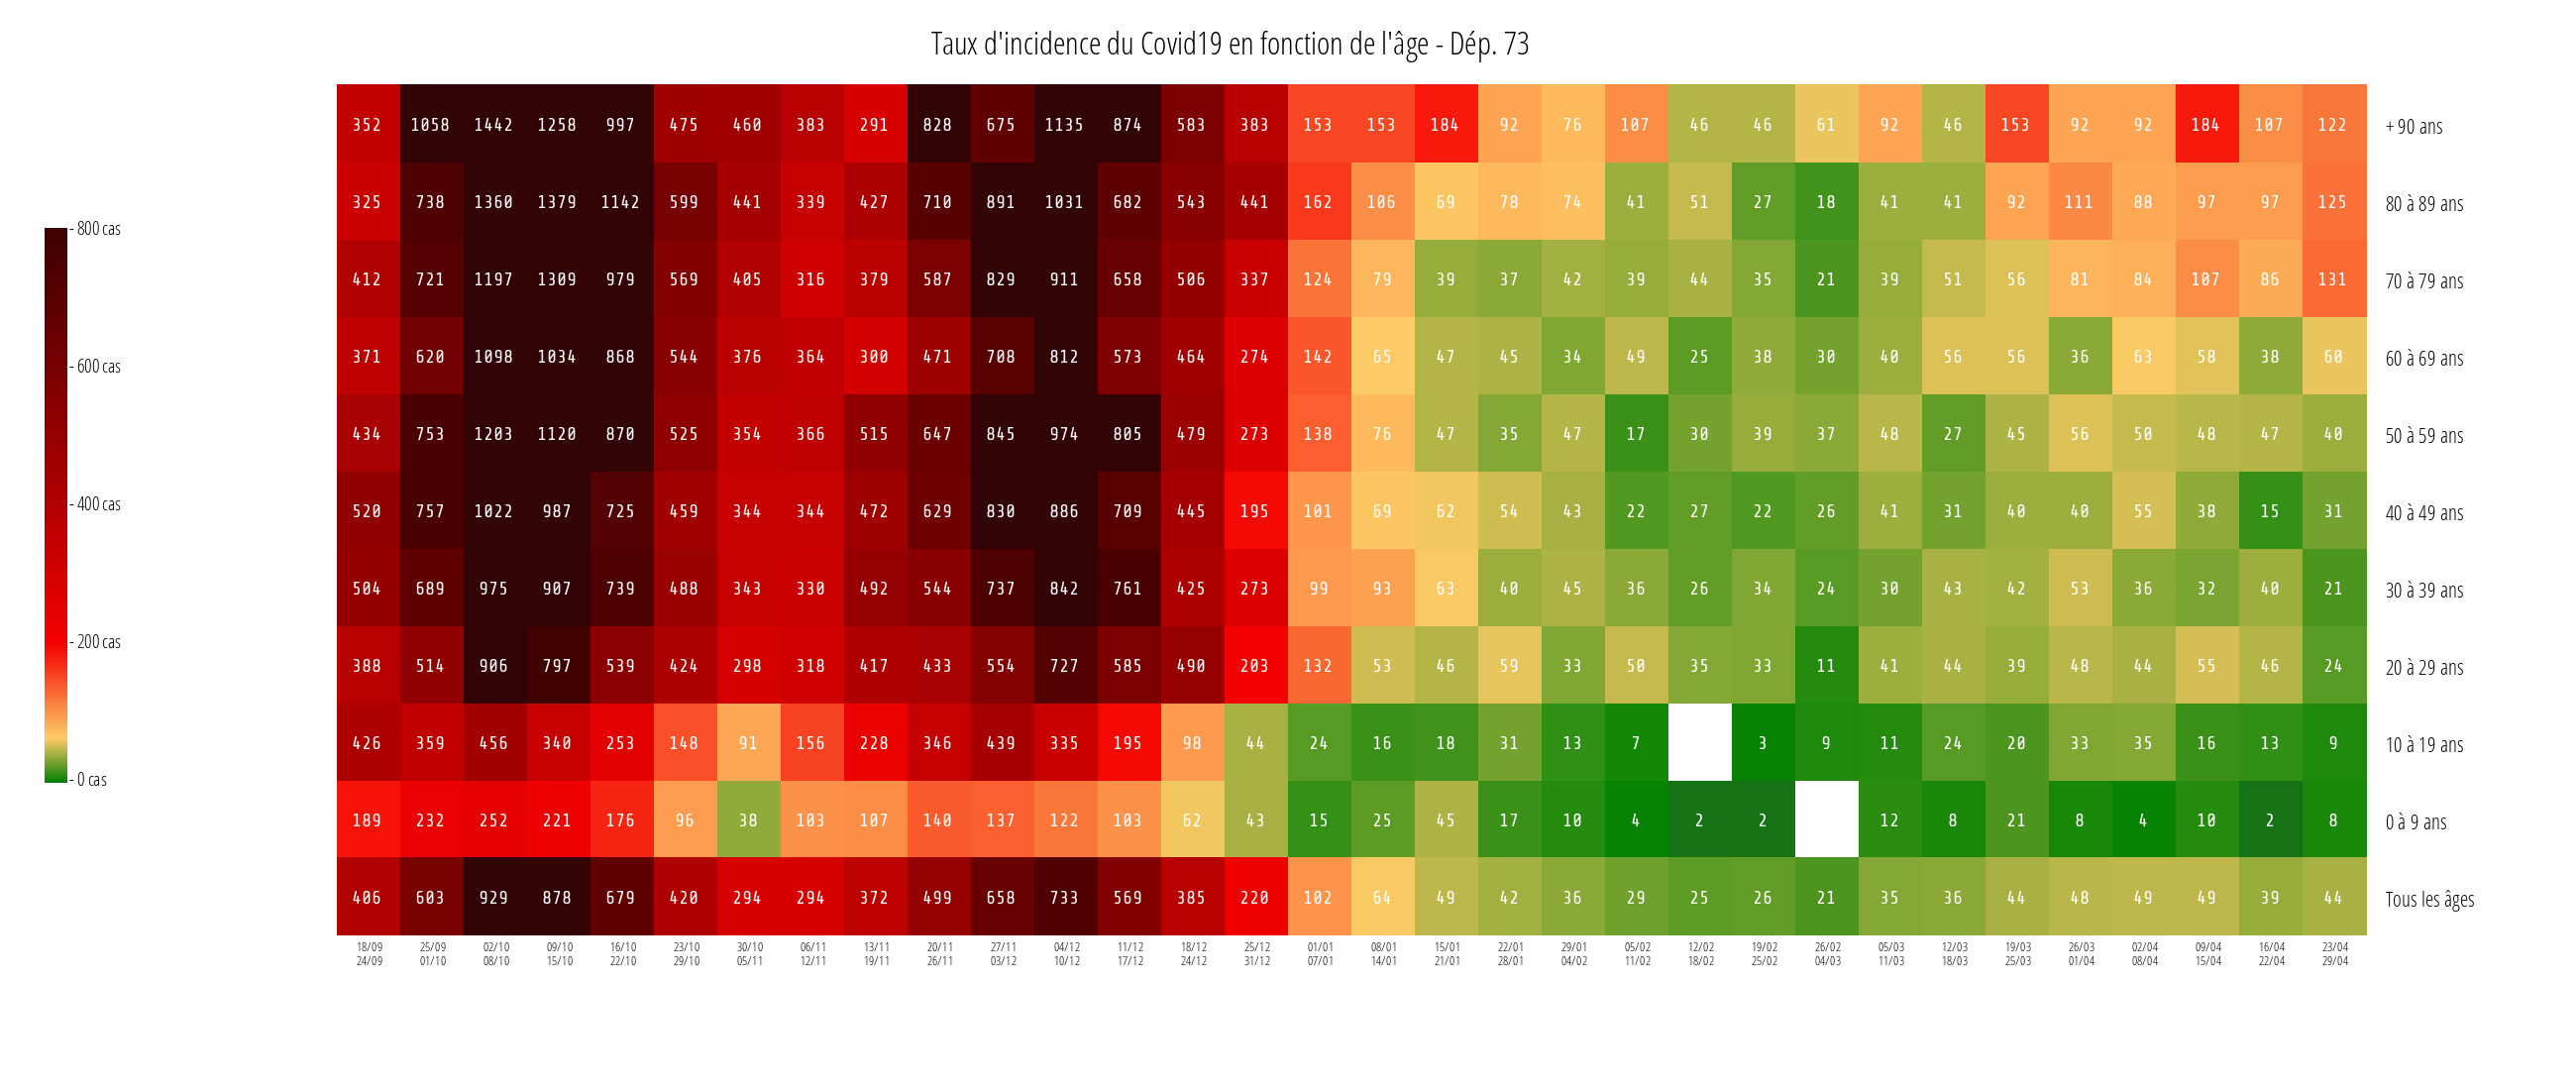 Taux d'incidence du Covid19 en fonction de l'âge - Dép. 73
- 800 cas
- 600 cas
- 400 cas
- 200 cas
- 0 cas
352 1058 1442 1258 997 475 460 383 291 828 675 1135 874 583 383 153 153 184 92 76 107 46 46 61 92 46 153 92 92 184 107 122 + 90 ans
325 738 1360 1379 1142 599 441 339 427 710 891 1031 682 543 441 162 106 69 78 74 41 51 27 18 41 41 92 111 88 97 97 125 80 à 89 ans
412 721 1197 1309 979 569 405 316 379 587 829 911 658 506 337 124 79 39 37 42 39 44 35 21 39 51 56 81 84 107 86 131 70 à 79 ans
371 620 1098 1034 868 544 376 364 300 471 708 812 573 464 274 142 65 47 45 34 49 25 38 30 40 56 56 36 63 58 38 60 60 à 69 ans
434 753 1203 1120 870 525 354 366 515 647 845 974 805 479 273 138 76 47 35 47 17 30 39 37 48 27 45 56 50 48 47 40 50 à 59 ans
520 757 1022 987 725 459 344 344 472 629 830 886 709 445 195 101 69 62 54 43 22 27 22 26 41 31 40 40 55 38 15 31 40 à 49 ans
504 689 975 907 739 488 343 330 492 544 737 842 761 425 273 99 93 63 40 45 36 26 34 24 30 43 42 53 36 32 40 21 30 à 39 ans
388 514 906 797 539 424 298 318 417 433 554 727 585 490 203 132 53 46 59 33 50 35 33 11 41 44 39 48 44 55 46 24 20 à 29 ans
426 359 456 340 253 148 91 156 228 346 439 335 195 98 44 24 16 18 31 13 7 3 9 11 24 20 33 35 16 13 9 10 à 19 ans
189 232 252 221 176 96 38 103 107 140 137 122 103 62 43 15 25 45 17 10 4 2 2 12 8 21 8 4 10 2 8 0 à 9 ans
406 603 929 878 679 420 294 294 372 499 658 733 569 385 220 102 64 49 42 36 29 25 26 21 35 36 44 48 49 49 39 44 Tous les âges
18/09 25/09 02/10 09/10 16/10 23/10 30/10 06/11 13/11 20/11 27/11 04/12 11/12 18/12 25/12 01/01 08/01 15/01 22/01 29/01 05/02 12/02 19/02 26/02 05/03 12/03 19/03 26/03 02/04 09/04 16/04 23/04
24/09 01/10 08/10 15/10 22/10 29/10 05/11 12/11 19/11 26/11 03/12 10/12 17/12 24/12 31/12 07/01 14/01 21/01 28/01 04/02 11/02 18/02 25/02 04/03 11/03 18/03 25/03 01/04 08/04 15/04 22/04 29/04